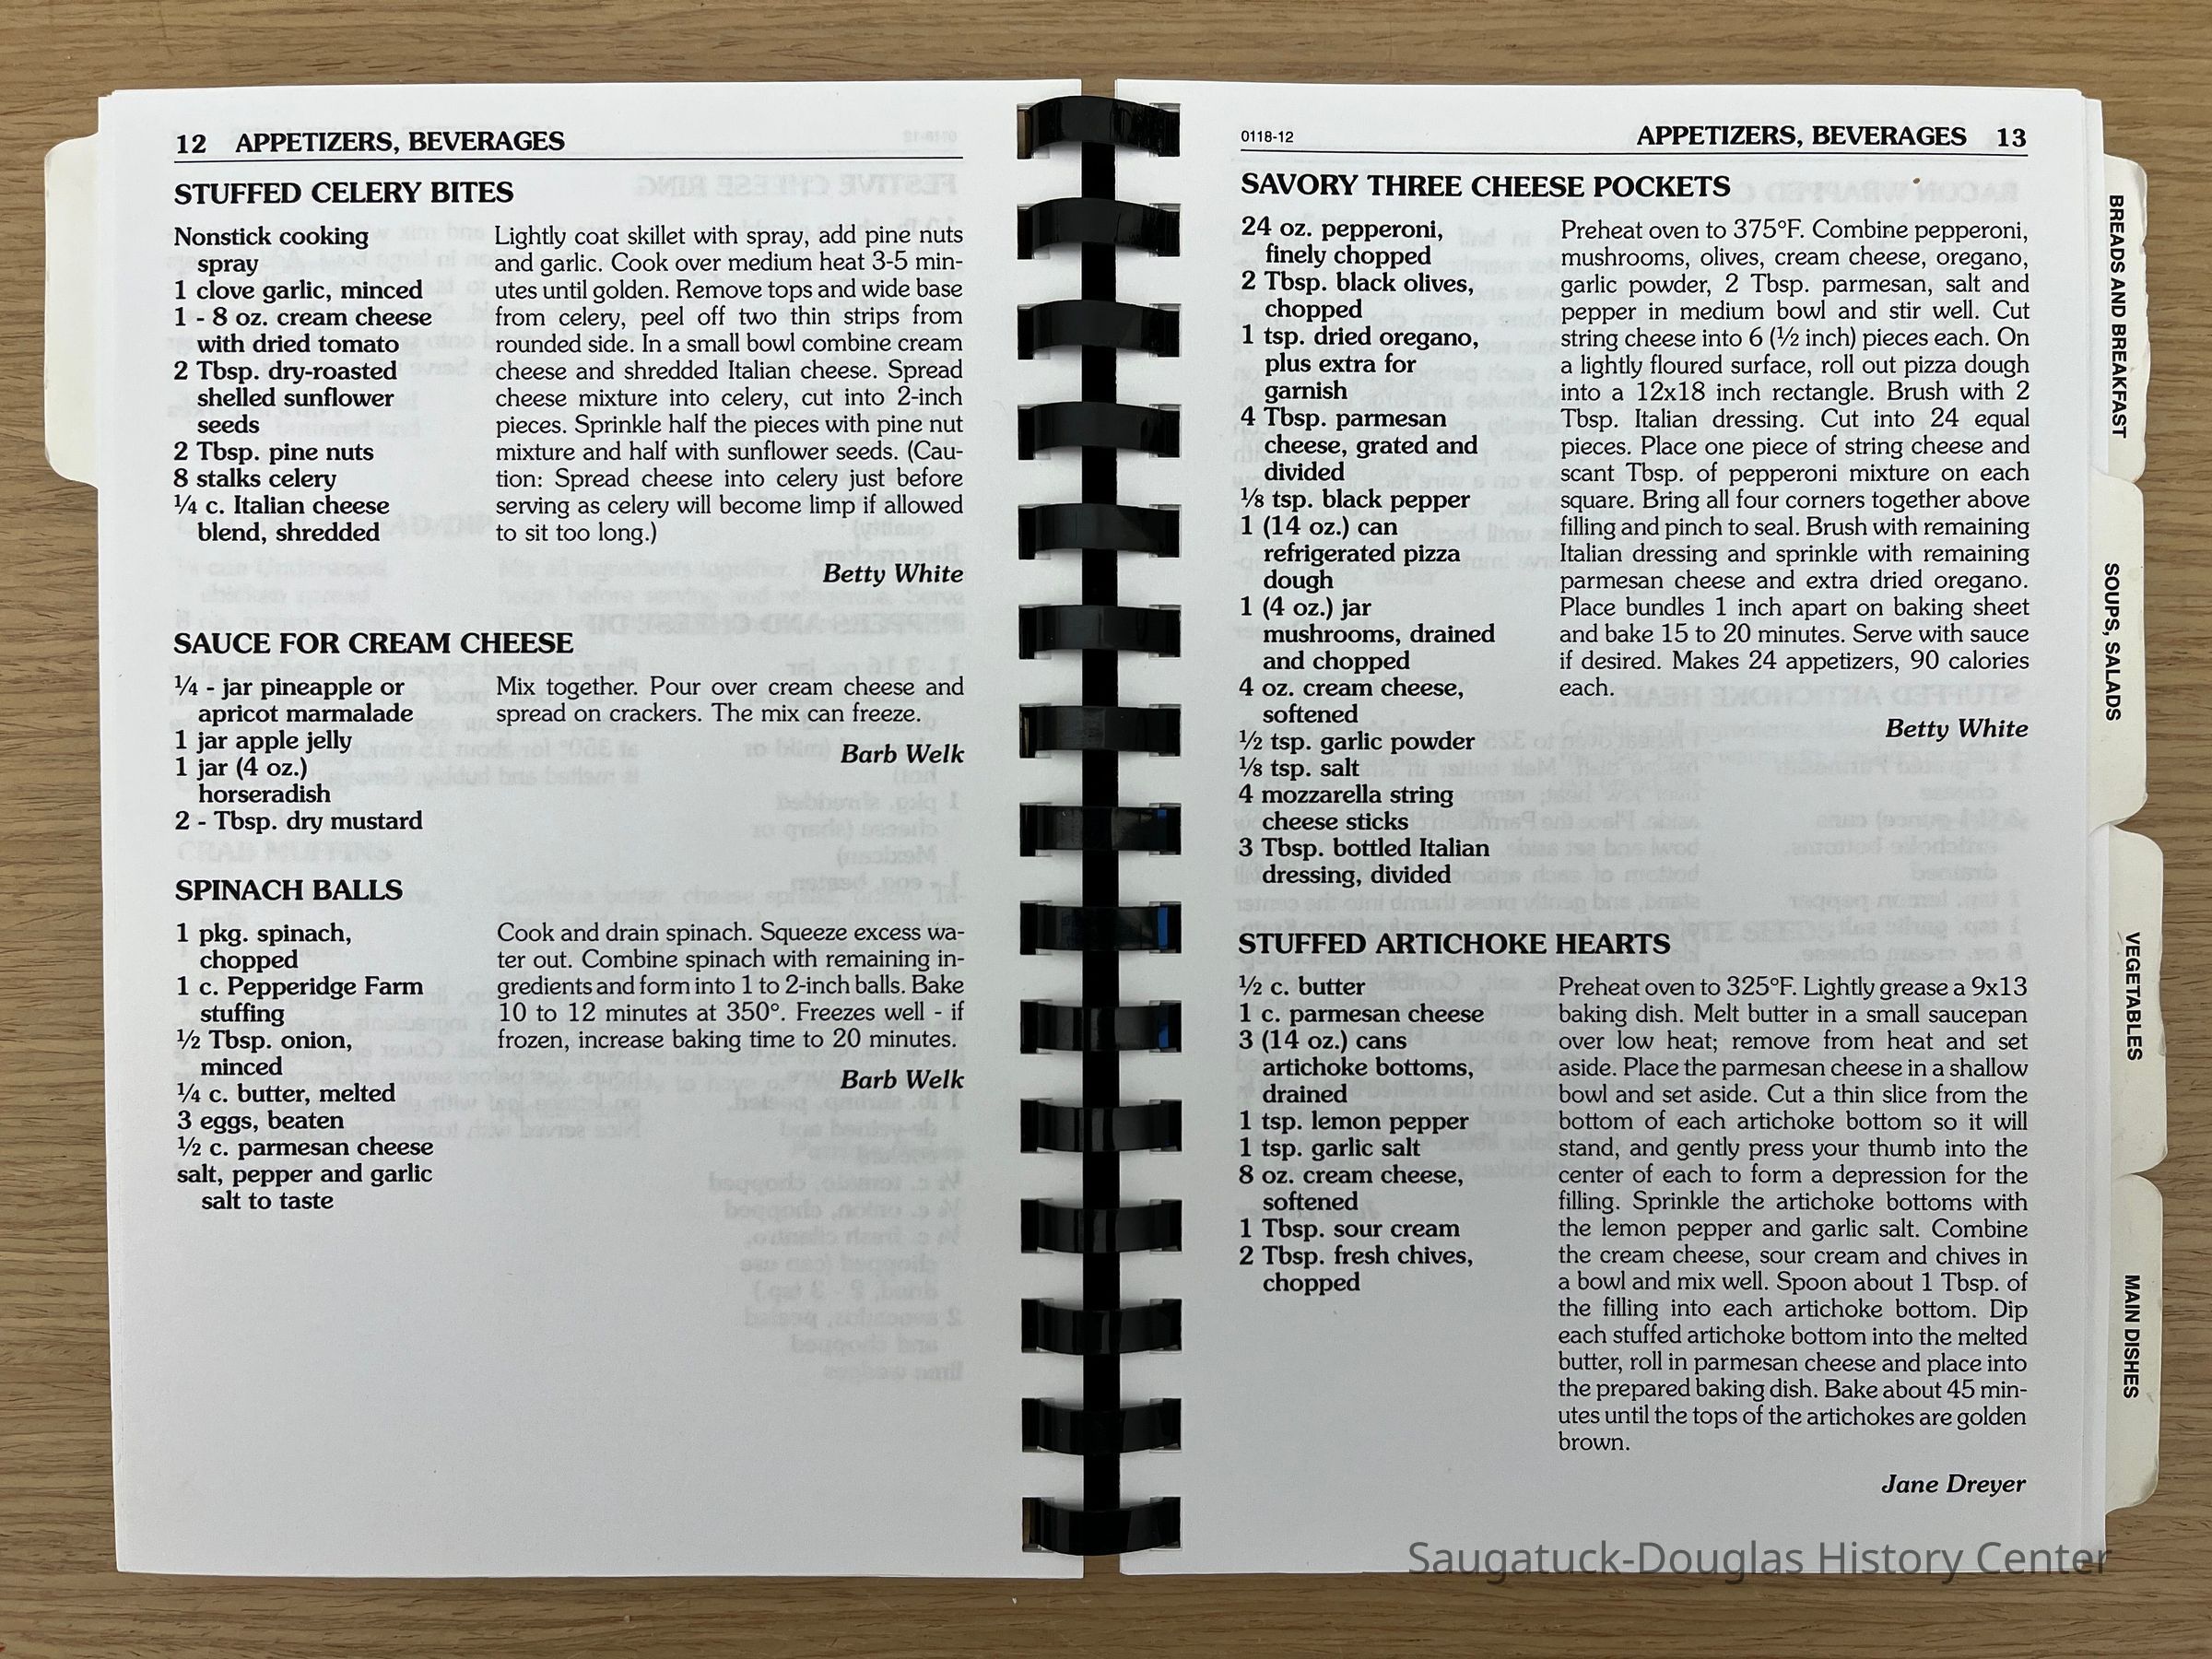 12 APPETIZERS, BEVERAGES
STUFFED CELERY BITES
Nonstick cooking
spray
1 clove garlic, minced
1 - 8 oz. cream cheese
with dried tomato
2 Tbsp. dry-roasted
shelled sunflower
seeds
2 Tbsp. pine nuts
8 stalks celery
¼ c. Italian cheese
blend, shredded
Lightly coat skillet with spray, add pine nuts
and garlic. Cook over medium heat 3-5 min-
utes until golden. Remove tops and wide base
from celery, peel off two thin strips from
rounded side. In a small bowl combine cream
cheese and shredded Italian cheese. Spread
cheese mixture into celery, cut into 2-inch
pieces. Sprinkle half the pieces with pine nut
mixture and half with sunflower seeds. (Cau-
tion: Spread cheese into celery just before
serving as celery will become limp if allowed
to sit too long.)
Betty White
SAUCE FOR CREAM CHEESE
¼ - jar pineapple or
apricot marmalade
1 jar apple jelly
1 jar (4 oz.)
horseradish
2 - Tbsp. dry mustard
Mix together. Pour over cream cheese and
spread on crackers. The mix can freeze.
Barb Welk
SPINACH BALLS
1 pkg. spinach,
chopped
1 c. Pepperidge Farm
stuffing
½ Tbsp. onion,
minced
¼ c. butter, melted
3 eggs, beaten
½ c. parmesan cheese
salt, pepper and garlic
salt to taste
Cook and drain spinach. Squeeze excess wa-
ter out. Combine spinach with remaining in-
gredients and form into 1 to 2-inch balls. Bake
10 to 12 minutes at 350°. Freezes well - if
frozen, increase baking time to 20 minutes.
Barb Welk
0118-12
APPETIZERS, BEVERAGES 13
SAVORY THREE CHEESE POCKETS
24 oz. pepperoni,
finely chopped
2 Tbsp. black olives,
chopped
1 tsp. dried oregano,
plus extra for
garnish
4 Tbsp. parmesan
cheese, grated and
divided
⅛ tsp. black pepper
1 (14 oz.) can
refrigerated pizza
dough
1 (4 oz.) jar
mushrooms, drained
and chopped
4 oz. cream cheese,
softened
½ tsp. garlic powder
⅛ tsp. salt
4 mozzarella string
cheese sticks
3 Tbsp. bottled Italian
dressing, divided
Preheat oven to 375°F. Combine pepperoni,
mushrooms, olives, cream cheese, oregano,
garlic powder, 2 Tbsp. parmesan, salt and
pepper in medium bowl and stir well. Cut
string cheese into 6 (½ inch) pieces each. On
a lightly floured surface, roll out pizza dough
into a 12x18 inch rectangle. Brush with 2
Tbsp. Italian dressing. Cut into 24 equal
pieces. Place one piece of string cheese and
scant Tbsp. of pepperoni mixture on each
square. Bring all four corners together above
filling and pinch to seal. Brush with remaining
Italian dressing and sprinkle with remaining
parmesan cheese and extra dried oregano.
Place bundles 1 inch apart on baking sheet
and bake 15 to 20 minutes. Serve with sauce
if desired. Makes 24 appetizers, 90 calories
each.
Betty White
STUFFED ARTICHOKE HEARTS
½ c. butter
1 c. parmesan cheese
3 (14 oz.) cans
artichoke bottoms,
drained
1 tsp. lemon pepper
1 tsp. garlic salt
8 oz. cream cheese,
softened
1 Tbsp. sour cream
2 Tbsp. fresh chives,
chopped
Preheat oven to 325°F. Lightly grease a 9x13
baking dish. Melt butter in a small saucepan
over low heat; remove from heat and set
aside. Place the parmesan cheese in a shallow
bowl and set aside. Cut a thin slice from the
bottom of each artichoke bottom so it will
stand, and gently press your thumb into the
center of each to form a depression for the
filling. Sprinkle the artichoke bottoms with
the lemon pepper and garlic salt. Combine
the cream cheese, sour cream and chives in
a bowl and mix well. Spoon about 1 Tbsp. of
the filling into each artichoke bottom. Dip
each stuffed artichoke bottom into the melted
butter, roll in parmesan cheese and place into
the prepared baking dish. Bake about 45 min-
utes until the tops of the artichokes are golden
brown.
Jane Dreyer
BREADS AND BREAKFAST
SOUPS, SALADS
VEGETABLES
MAIN DISHES
Saugatuck-Douglas History Center